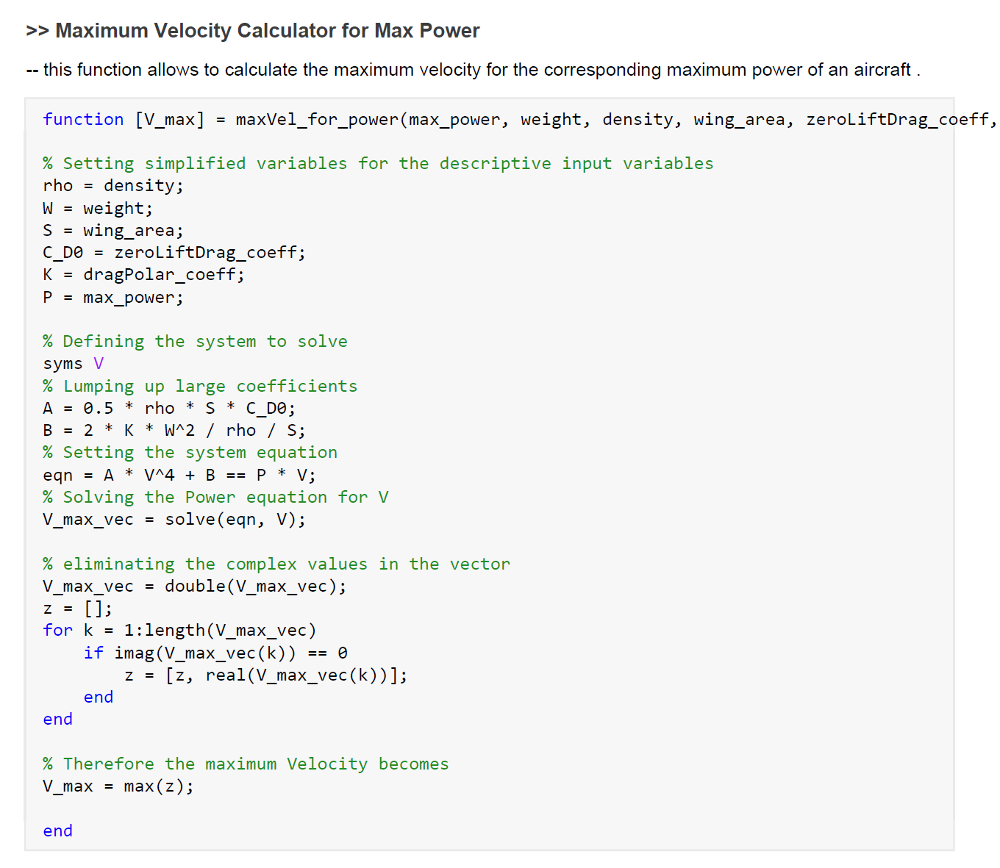 >> Maximum Velocity Calculator for Max Power
-- this function allows to calculate the maximum velocity for the corresponding maximum power of an aircraft .
function [V_max] = maxVel_for_power(max_power, weight, density, wing_area, zeroLiftDrag_coeff,
% Setting simplified variables for the descriptive input variables
rho = density;
W = weight;
S = wing_area;
C_D0 = zeroLiftDrag_coeff;
K = dragPolar_coeff;
P = max_power;
% Defining the system to solve
syms V
% Lumping up large coefficients
A = 0.5 * rho * S * C_D0;
B = 2 * K * W^2 / rho / S;
% Setting the system equation
eqn = A * V^4 + B == P * V;
% Solving the Power equation for V
V_max_vec = solve(eqn, V);
% eliminating the complex values in the vector
V_max_vec = double(V_max_vec);
z = [];
for k = 1:length(V_max_vec)
    if imag(V_max_vec(k)) == 0
        z = [z, real(V_max_vec(k))];
    end
end
% Therefore the maximum Velocity becomes
V_max = max(z);
end